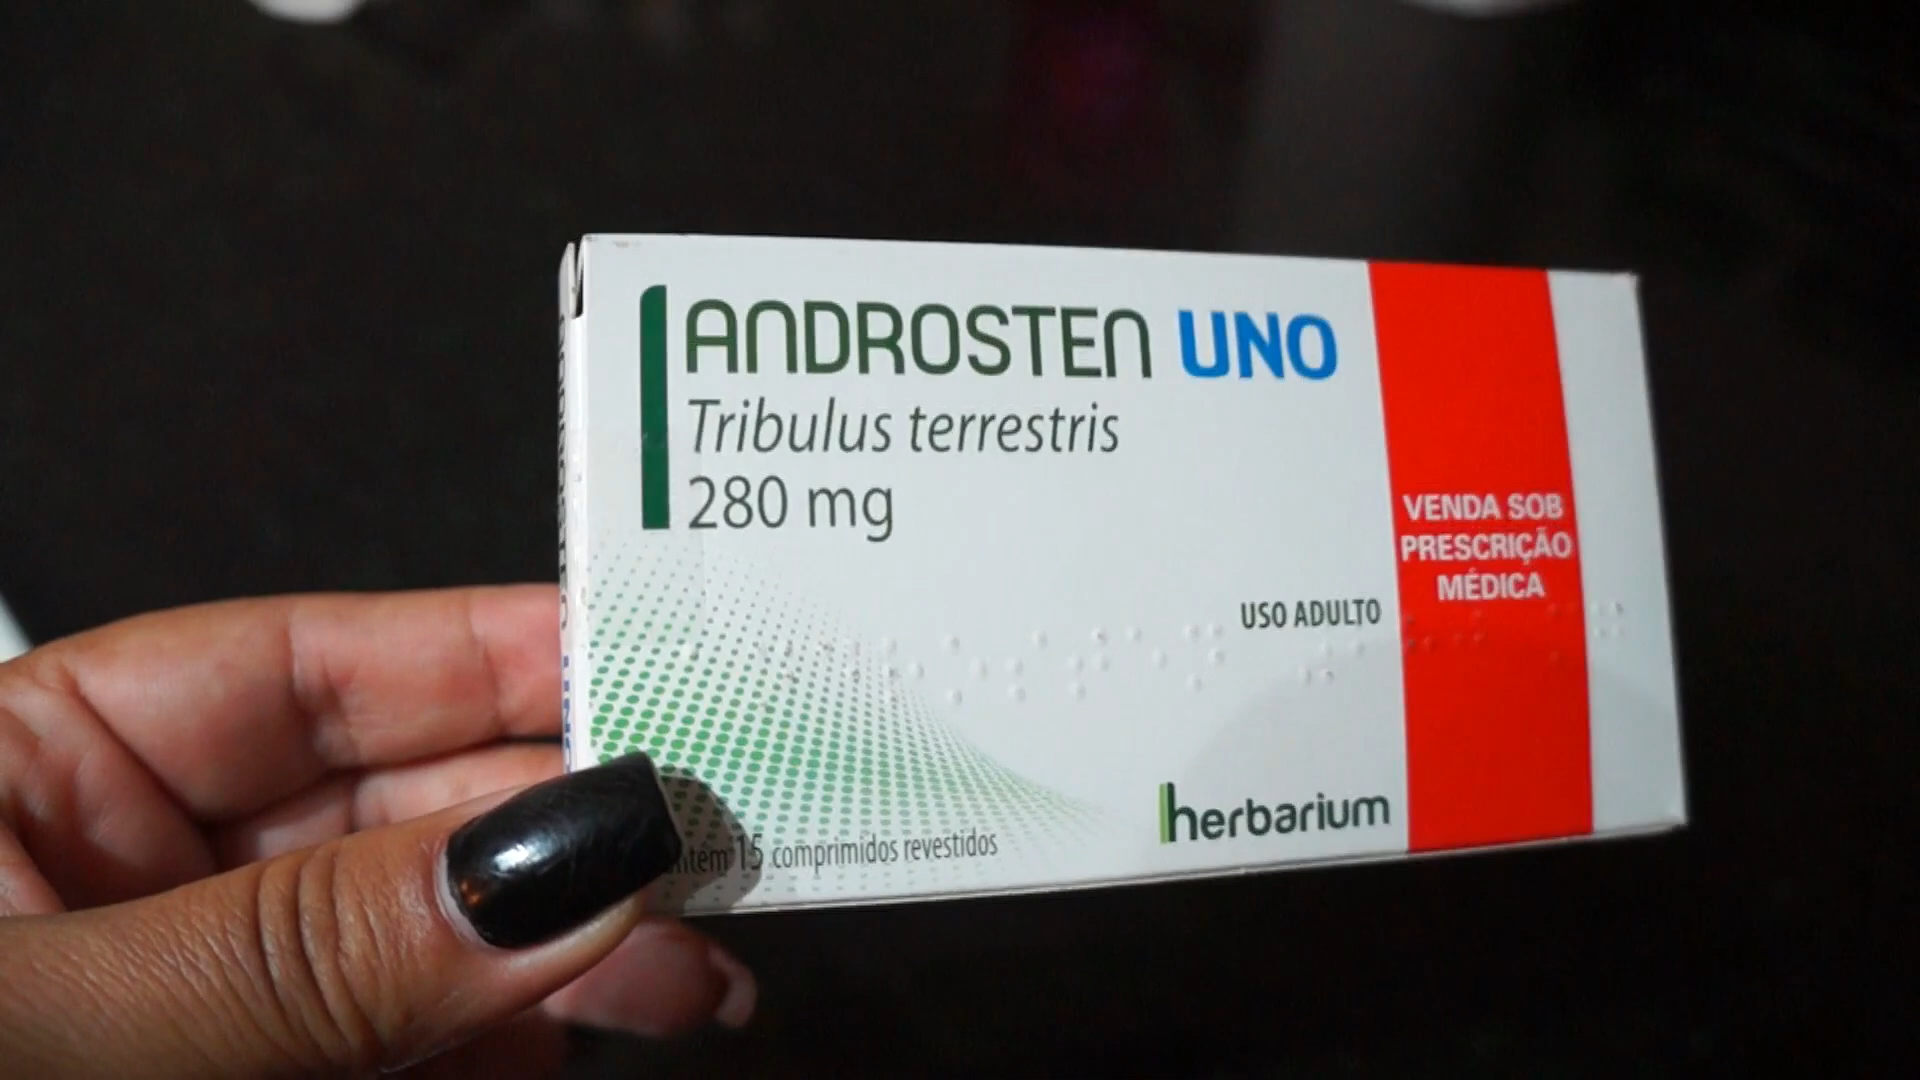 ANDROSTEN UNO
Tribulus terrestris
280 mg
VENDA SOB
PRESCRIÇÃO
MÉDICA
USO ADULTO
herbarium
15 comprimidos revestidos